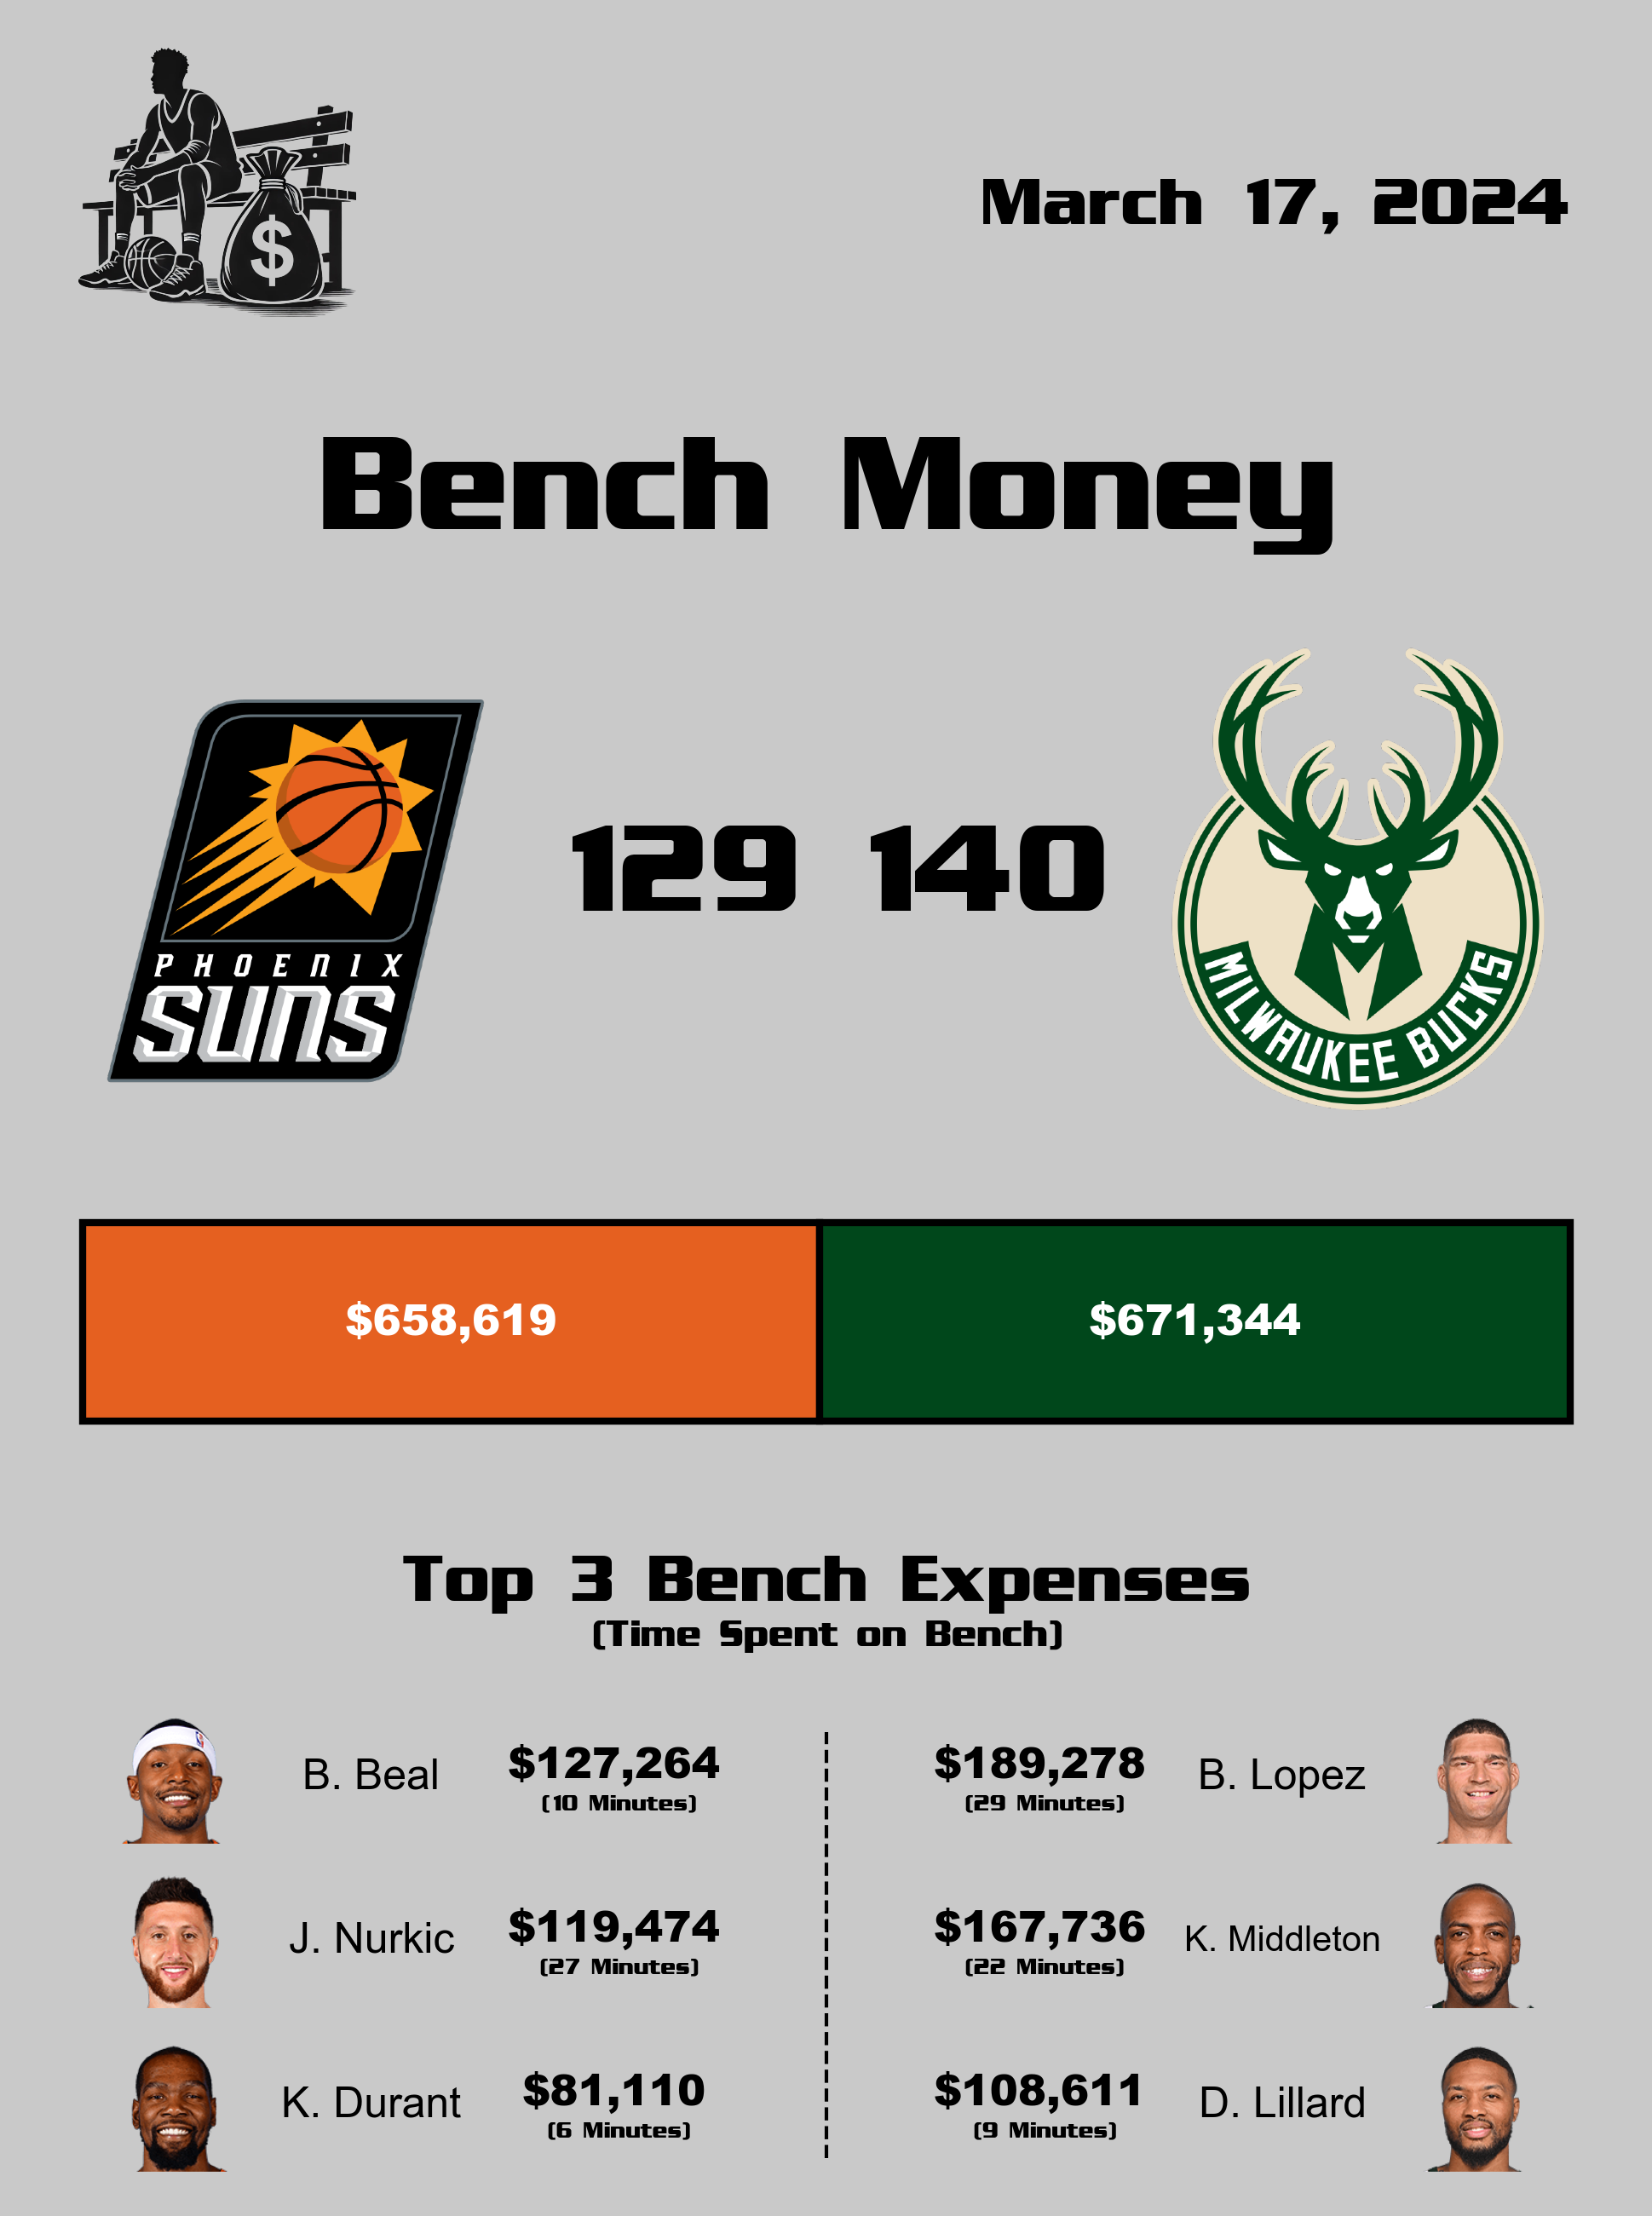 $
March 17, 2024
Bench Money
PHOENIX
SUNS
129 140
MILWAUKEE BUCKS
$658,619 $671,344
Top 3 Bench Expenses
(Time Spent on Bench)
B. Beal $127,264 $189,278 B. Lopez
(10 Minutes) (29 Minutes)
J. Nurkic $119,474 $167,736 K. Middleton
(27 Minutes) (22 Minutes)
K. Durant $81,110 $108,611 D. Lillard
(6 Minutes) (9 Minutes)